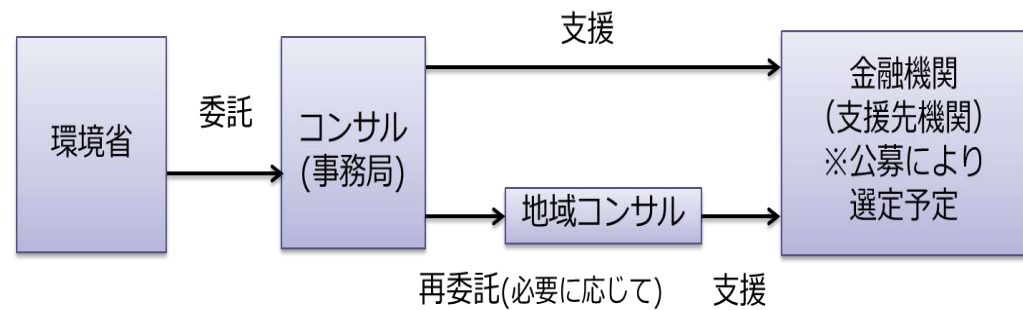 環境省
委託
コンサル
(事務局)
支援
再委託(必要に応じて)
地域コンサル
支援
金融機関
(支援先機関)
※公募により
選定予定